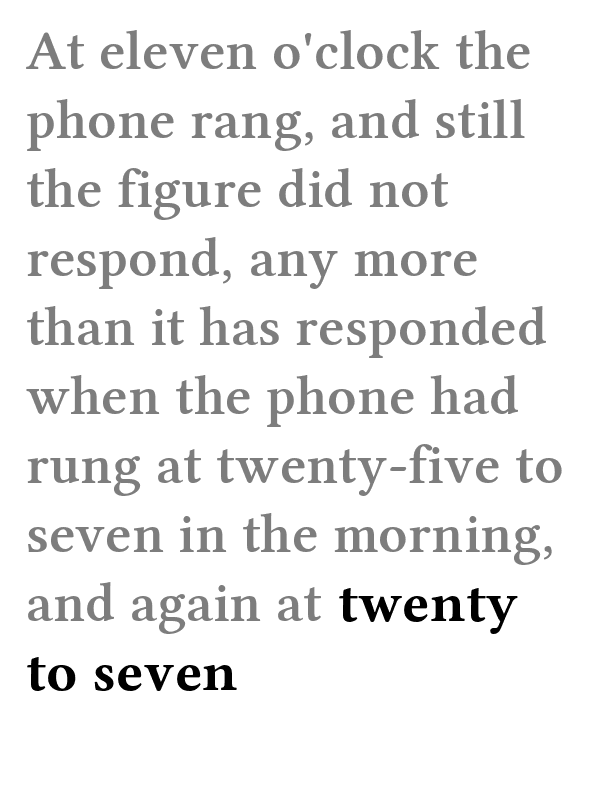 At eleven o'clock the
phone rang, and still
the figure did not
respond, any more
than it has responded
when the phone had
rung at twenty-five to
seven in the morning,
and again at twenty
to seven